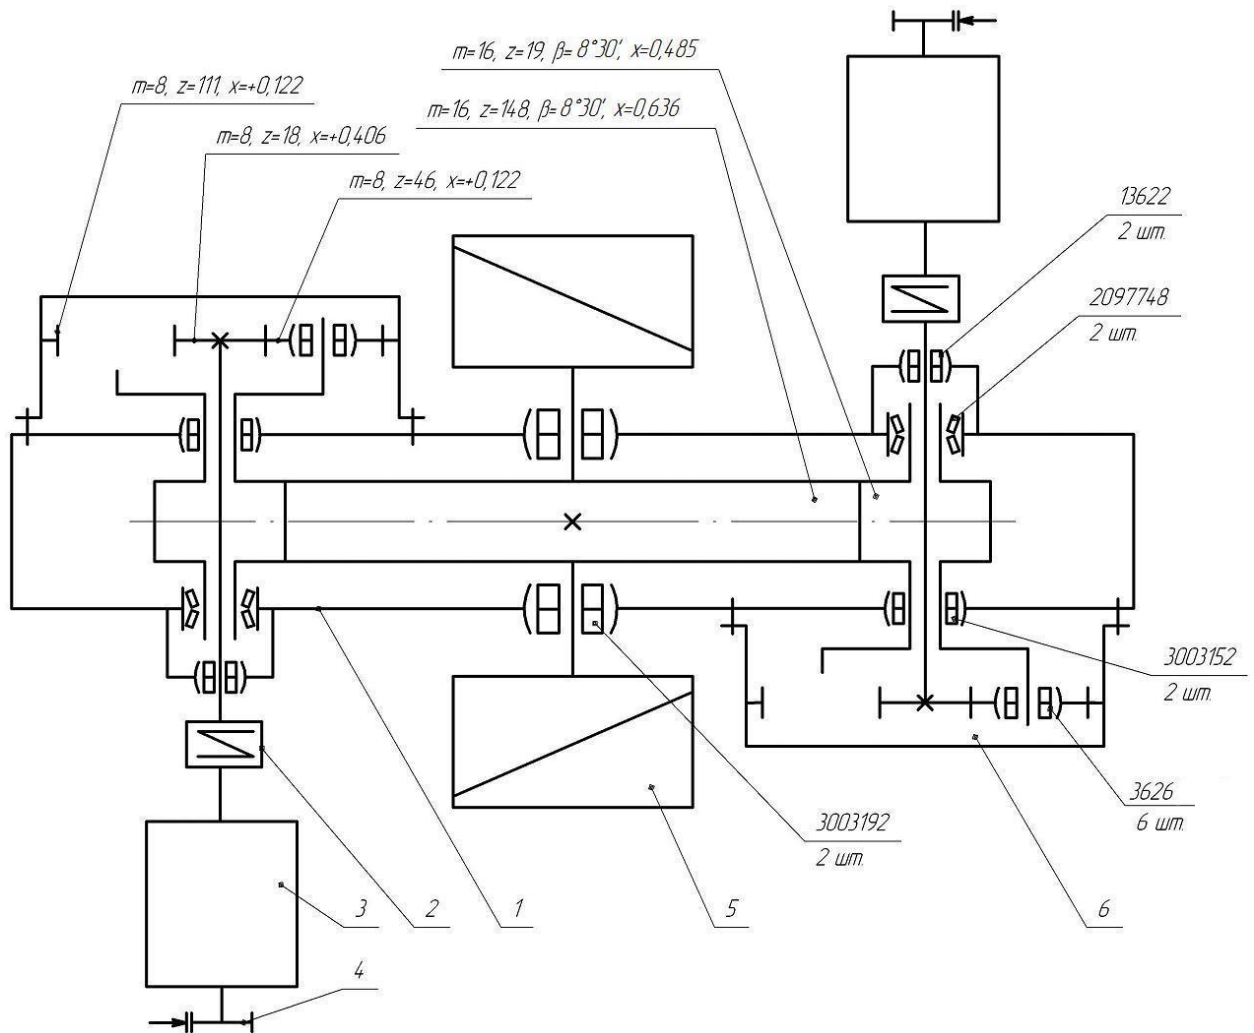 m=16, z=19, β=8°30', x=0,485
m=8, z=111, x=+0,122
m=16, z=148, β=8°30', x=0,636
m=8, z=18, x=+0,406
m=8, z=46, x=+0,122
13622
2 шт.
2097748
2 шт.
3003152
2 шт.
3626
6 шт.
3003192
2 шт.
3
2
1
5
6
4